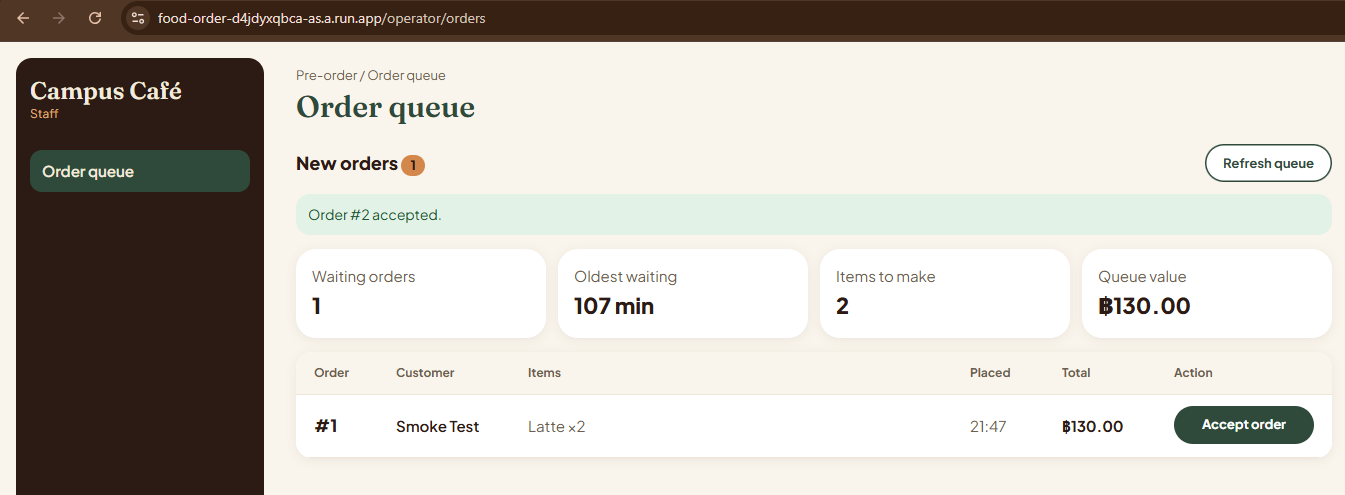 food-order-d4jdyxqbca-as.a.run.app/operator/orders
Campus Café
Staff
Order queue
Pre-order / Order queue
Order queue
New orders 1
Refresh queue
Order #2 accepted.
Waiting orders
1
Oldest waiting
107 min
Items to make
2
Queue value
฿130.00
Order Customer Items Placed Total Action
#1 Smoke Test Latte ×2 21:47 ฿130.00 Accept order